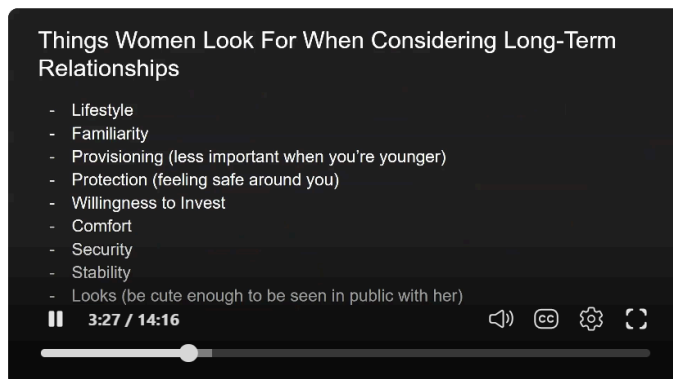 Things Women Look For When Considering Long-Term
Relationships
- Lifestyle
- Familiarity
- Provisioning (less important when you're younger)
- Protection (feeling safe around you)
- Willingness to Invest
- Comfort
- Security
- Stability
- Looks (be cute enough to be seen in public with her)
3:27 / 14:16
CC